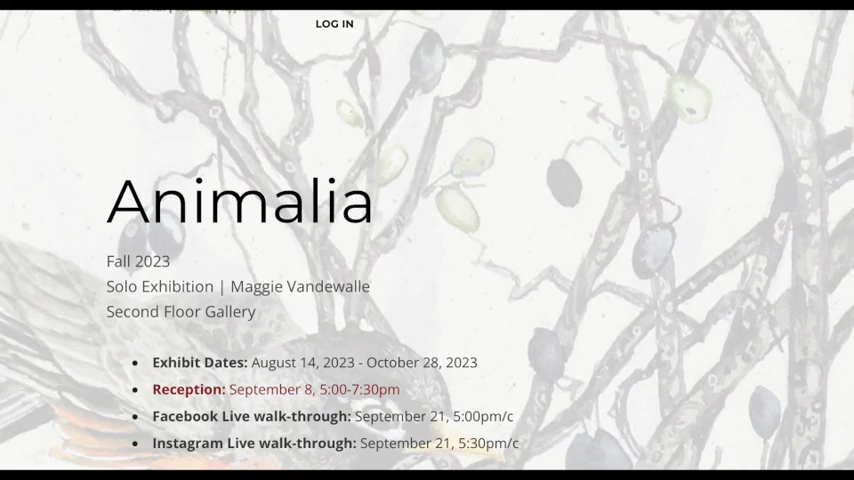 LOG IN
Animalia
Fall 2023
Solo Exhibition | Maggie Vandewalle
Second Floor Gallery
• Exhibit Dates: August 14, 2023 - October 28, 2023
• Reception: September 8, 5:00-7:30pm
• Facebook Live walk-through: September 21, 5:00pm/c
• Instagram Live walk-through: September 21, 5:30pm/c